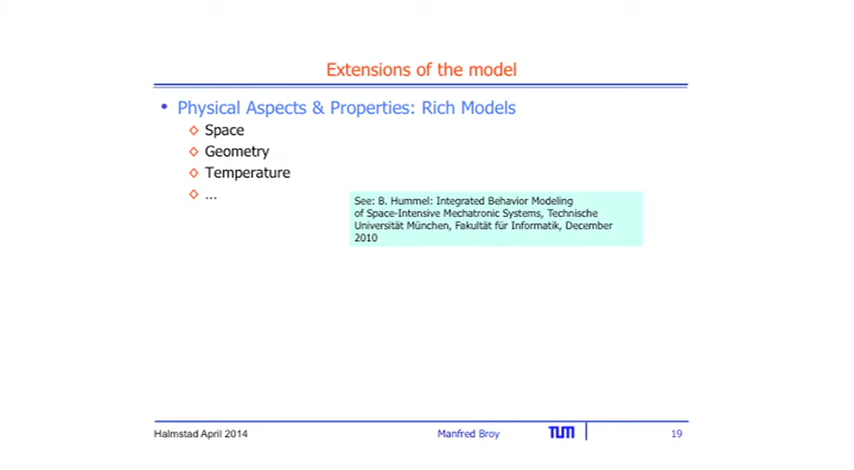 Extensions of the model
• Physical Aspects & Properties: Rich Models
◇ Space
◇ Geometry
◇ Temperature
◇ ...
See: B. Hummel: Integrated Behavior Modeling
of Space-Intensive Mechatronic Systems, Technische
Universität München, Fakultät für Informatik, December
2010
Halmstad April 2014
Manfred Broy
TUM
19